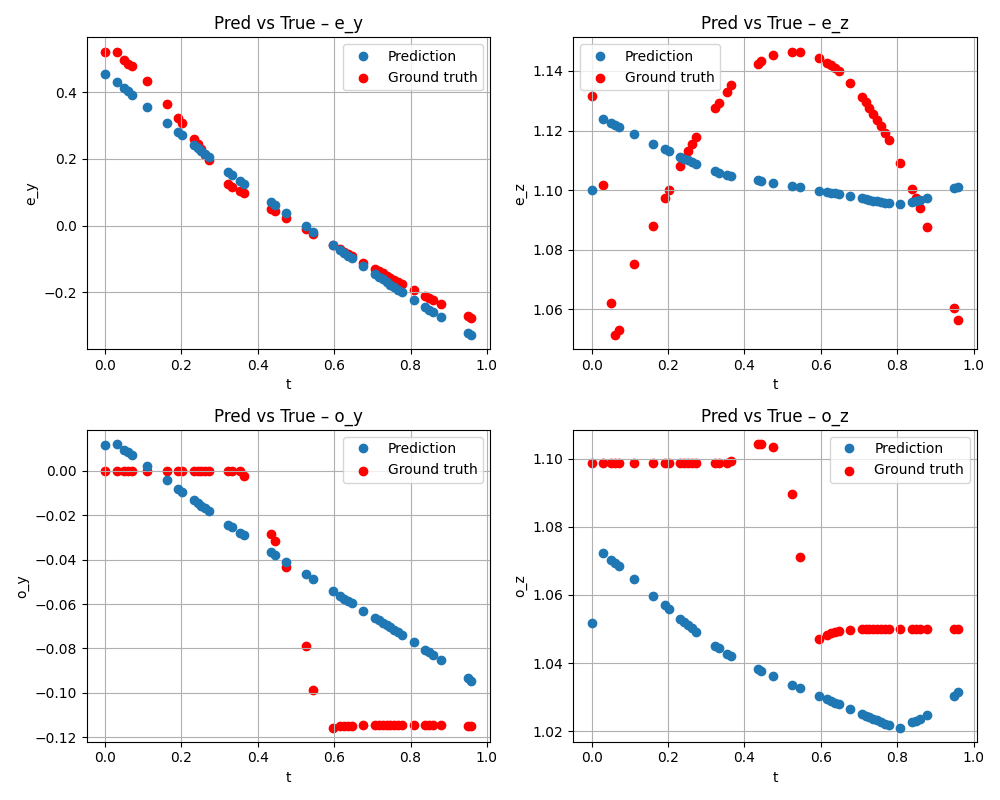 Pred vs True – e_y
Prediction
Ground truth
0.4
0.2
0.0
−0.2
e_y
0.0
0.2
0.4
0.6
0.8
1.0
t
Pred vs True – e_z
Prediction
Ground truth
1.14
1.12
1.10
1.08
1.06
e_z
0.0
0.2
0.4
0.6
0.8
1.0
t
Pred vs True – o_y
Prediction
Ground truth
0.00
−0.02
−0.04
−0.06
−0.08
−0.10
−0.12
o_y
0.0
0.2
0.4
0.6
0.8
1.0
t
Pred vs True – o_z
Prediction
Ground truth
1.10
1.08
1.06
1.04
1.02
o_z
0.0
0.2
0.4
0.6
0.8
1.0
t